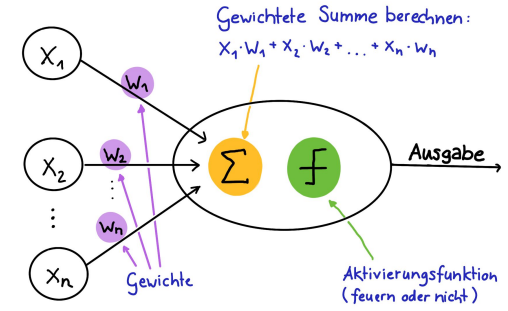 Gewichtete Summe berechnen:
X₁·W₁ + X₂·W₂ + ... + Xₙ·Wₙ
X₁
W₁
X₂
W₂
Σ
Ausgabe
⋮
⋮
Wₙ
Xₙ
Gewichte
Aktivierungsfunktion
(feuern oder nicht)